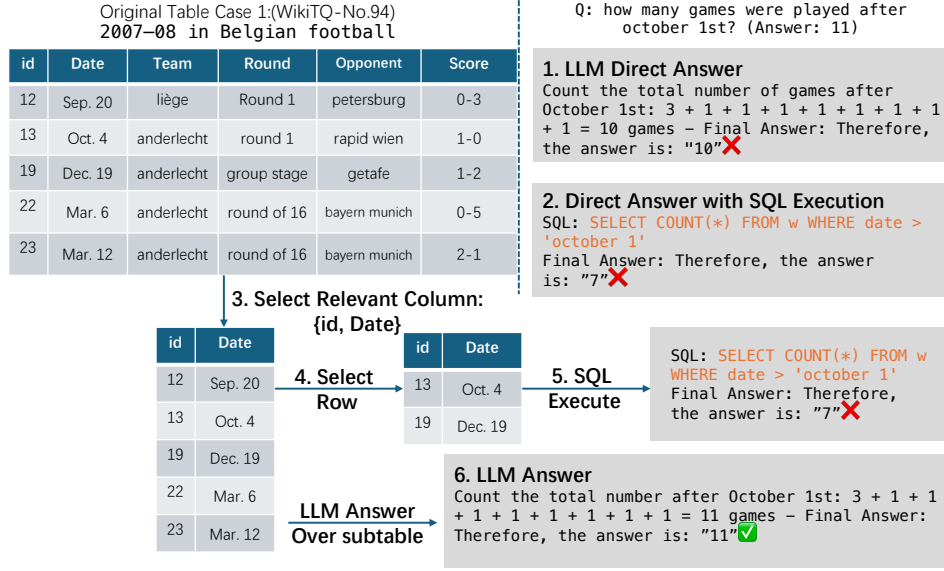 Original Table Case 1:(WikiTQ-No.94)
2007–08 in Belgian football
id Date Team Round Opponent Score
12 Sep. 20 liège Round 1 petersburg 0-3
13 Oct. 4 anderlecht round 1 rapid wien 1-0
19 Dec. 19 anderlecht group stage getafe 1-2
22 Mar. 6 anderlecht round of 16 bayern munich 0-5
23 Mar. 12 anderlecht round of 16 bayern munich 2-1
Q: how many games were played after
october 1st? (Answer: 11)
1. LLM Direct Answer
Count the total number of games after
October 1st: 3 + 1 + 1 + 1 + 1 + 1 + 1 + 1
+ 1 = 10 games – Final Answer: Therefore,
the answer is: "10”❌
2. Direct Answer with SQL Execution
SQL: SELECT COUNT(*) FROM w WHERE date >
'october 1'
Final Answer: Therefore, the answer
is: ”7”❌
3. Select Relevant Column:
{id, Date}
id Date
12 Sep. 20
13 Oct. 4
19 Dec. 19
22 Mar. 6
23 Mar. 12
4. Select
Row
id Date
13 Oct. 4
19 Dec. 19
5. SQL
Execute
SQL: SELECT COUNT(*) FROM w
WHERE date > 'october 1'
Final Answer: Therefore,
the answer is: ”7”❌
LLM Answer
Over subtable
6. LLM Answer
Count the total number after October 1st: 3 + 1 + 1
+ 1 + 1 + 1 + 1 + 1 + 1 = 11 games – Final Answer:
Therefore, the answer is: ”11”✅